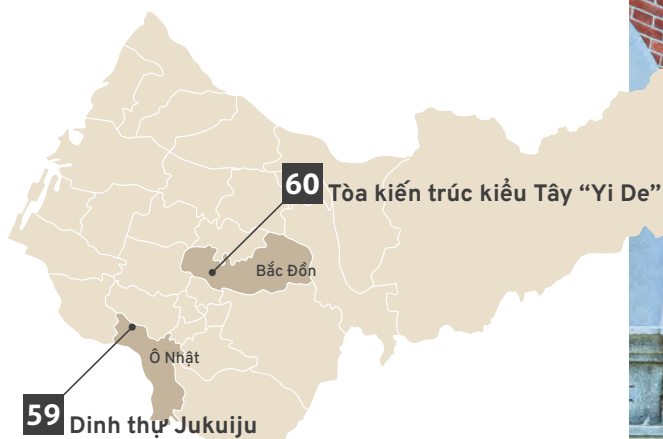 60 Tòa kiến trúc kiểu Tây “Yi De”
Bắc Đồn
Ô Nhật
59 Dinh thự Jukuiju